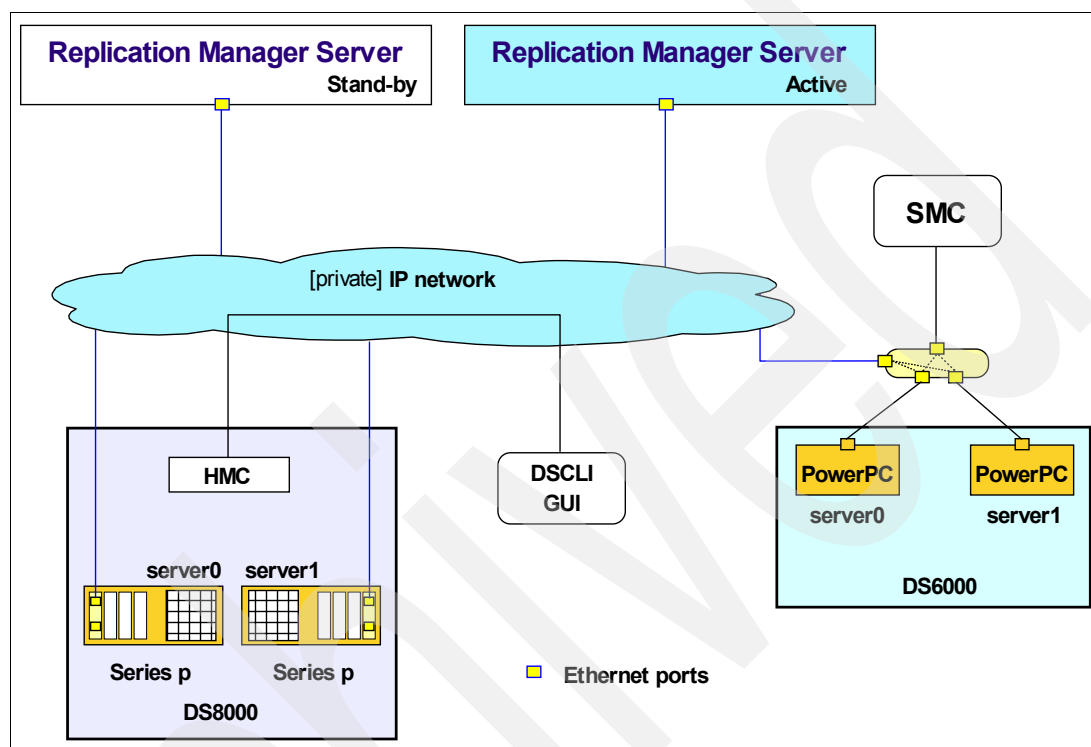 Replication Manager Server
Stand-by
Replication Manager Server
Active
SMC
[private] IP network
HMC
DSCLI
GUI
PowerPC
PowerPC
server0
server1
DS6000
server0
server1
Series p
Series p
DS8000
Ethernet ports